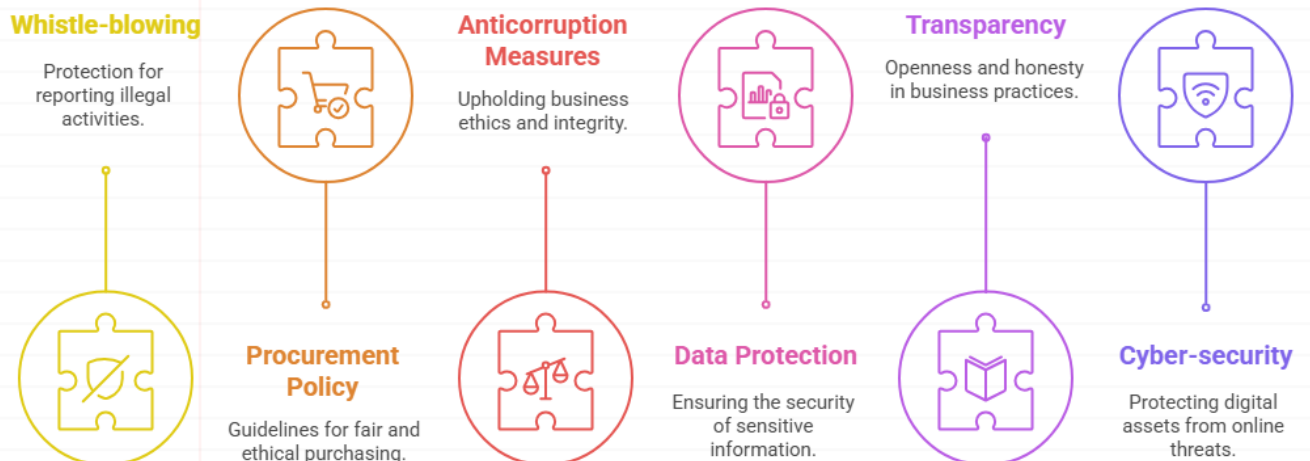 Whistle-blowing
Protection for
reporting illegal
activities.
Procurement
Policy
Guidelines for fair and
ethical purchasing.
Anticorruption
Measures
Upholding business
ethics and integrity.
Data Protection
Ensuring the security
of sensitive
information.
Transparency
Openness and honesty
in business practices.
Cyber-security
Protecting digital
assets from online
threats.